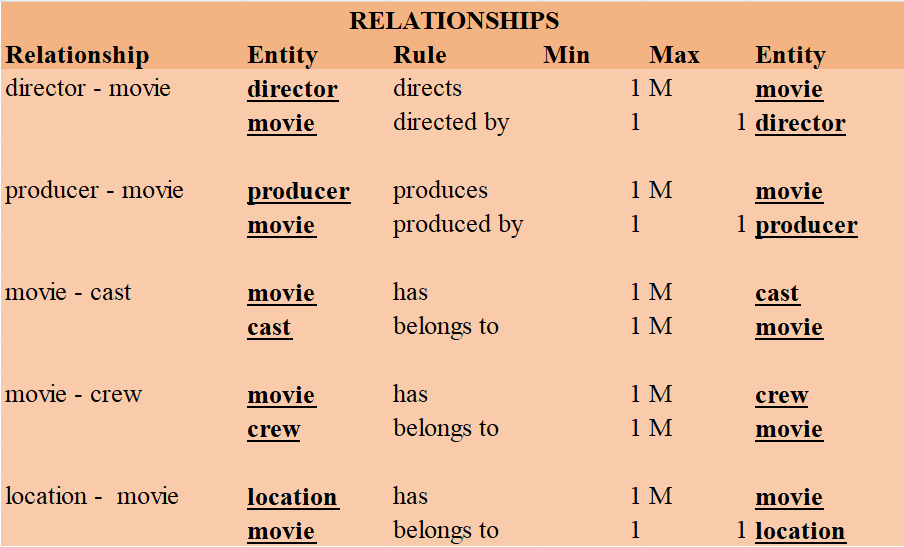 RELATIONSHIPS
Relationship Entity Rule Min Max Entity
director - movie director directs 1 M movie
movie directed by 1 1 director
producer - movie producer produces 1 M movie
movie produced by 1 1 producer
movie - cast movie has 1 M cast
cast belongs to 1 M movie
movie - crew movie has 1 M crew
crew belongs to 1 M movie
location -  movie location has 1 M movie
movie belongs to 1 1 location